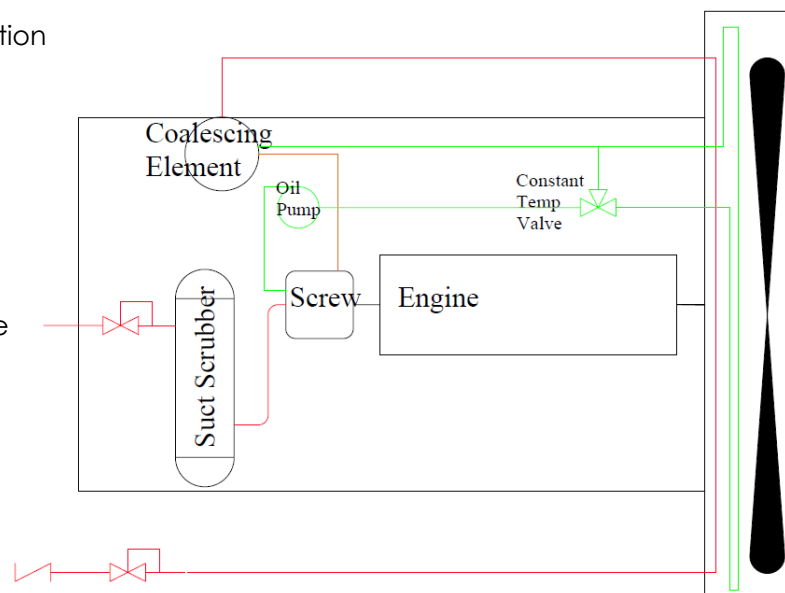 tion
Coalescing
Element
Oil
Pump
Constant
Temp
Valve
Screw
Engine
Suct Scrubber
e